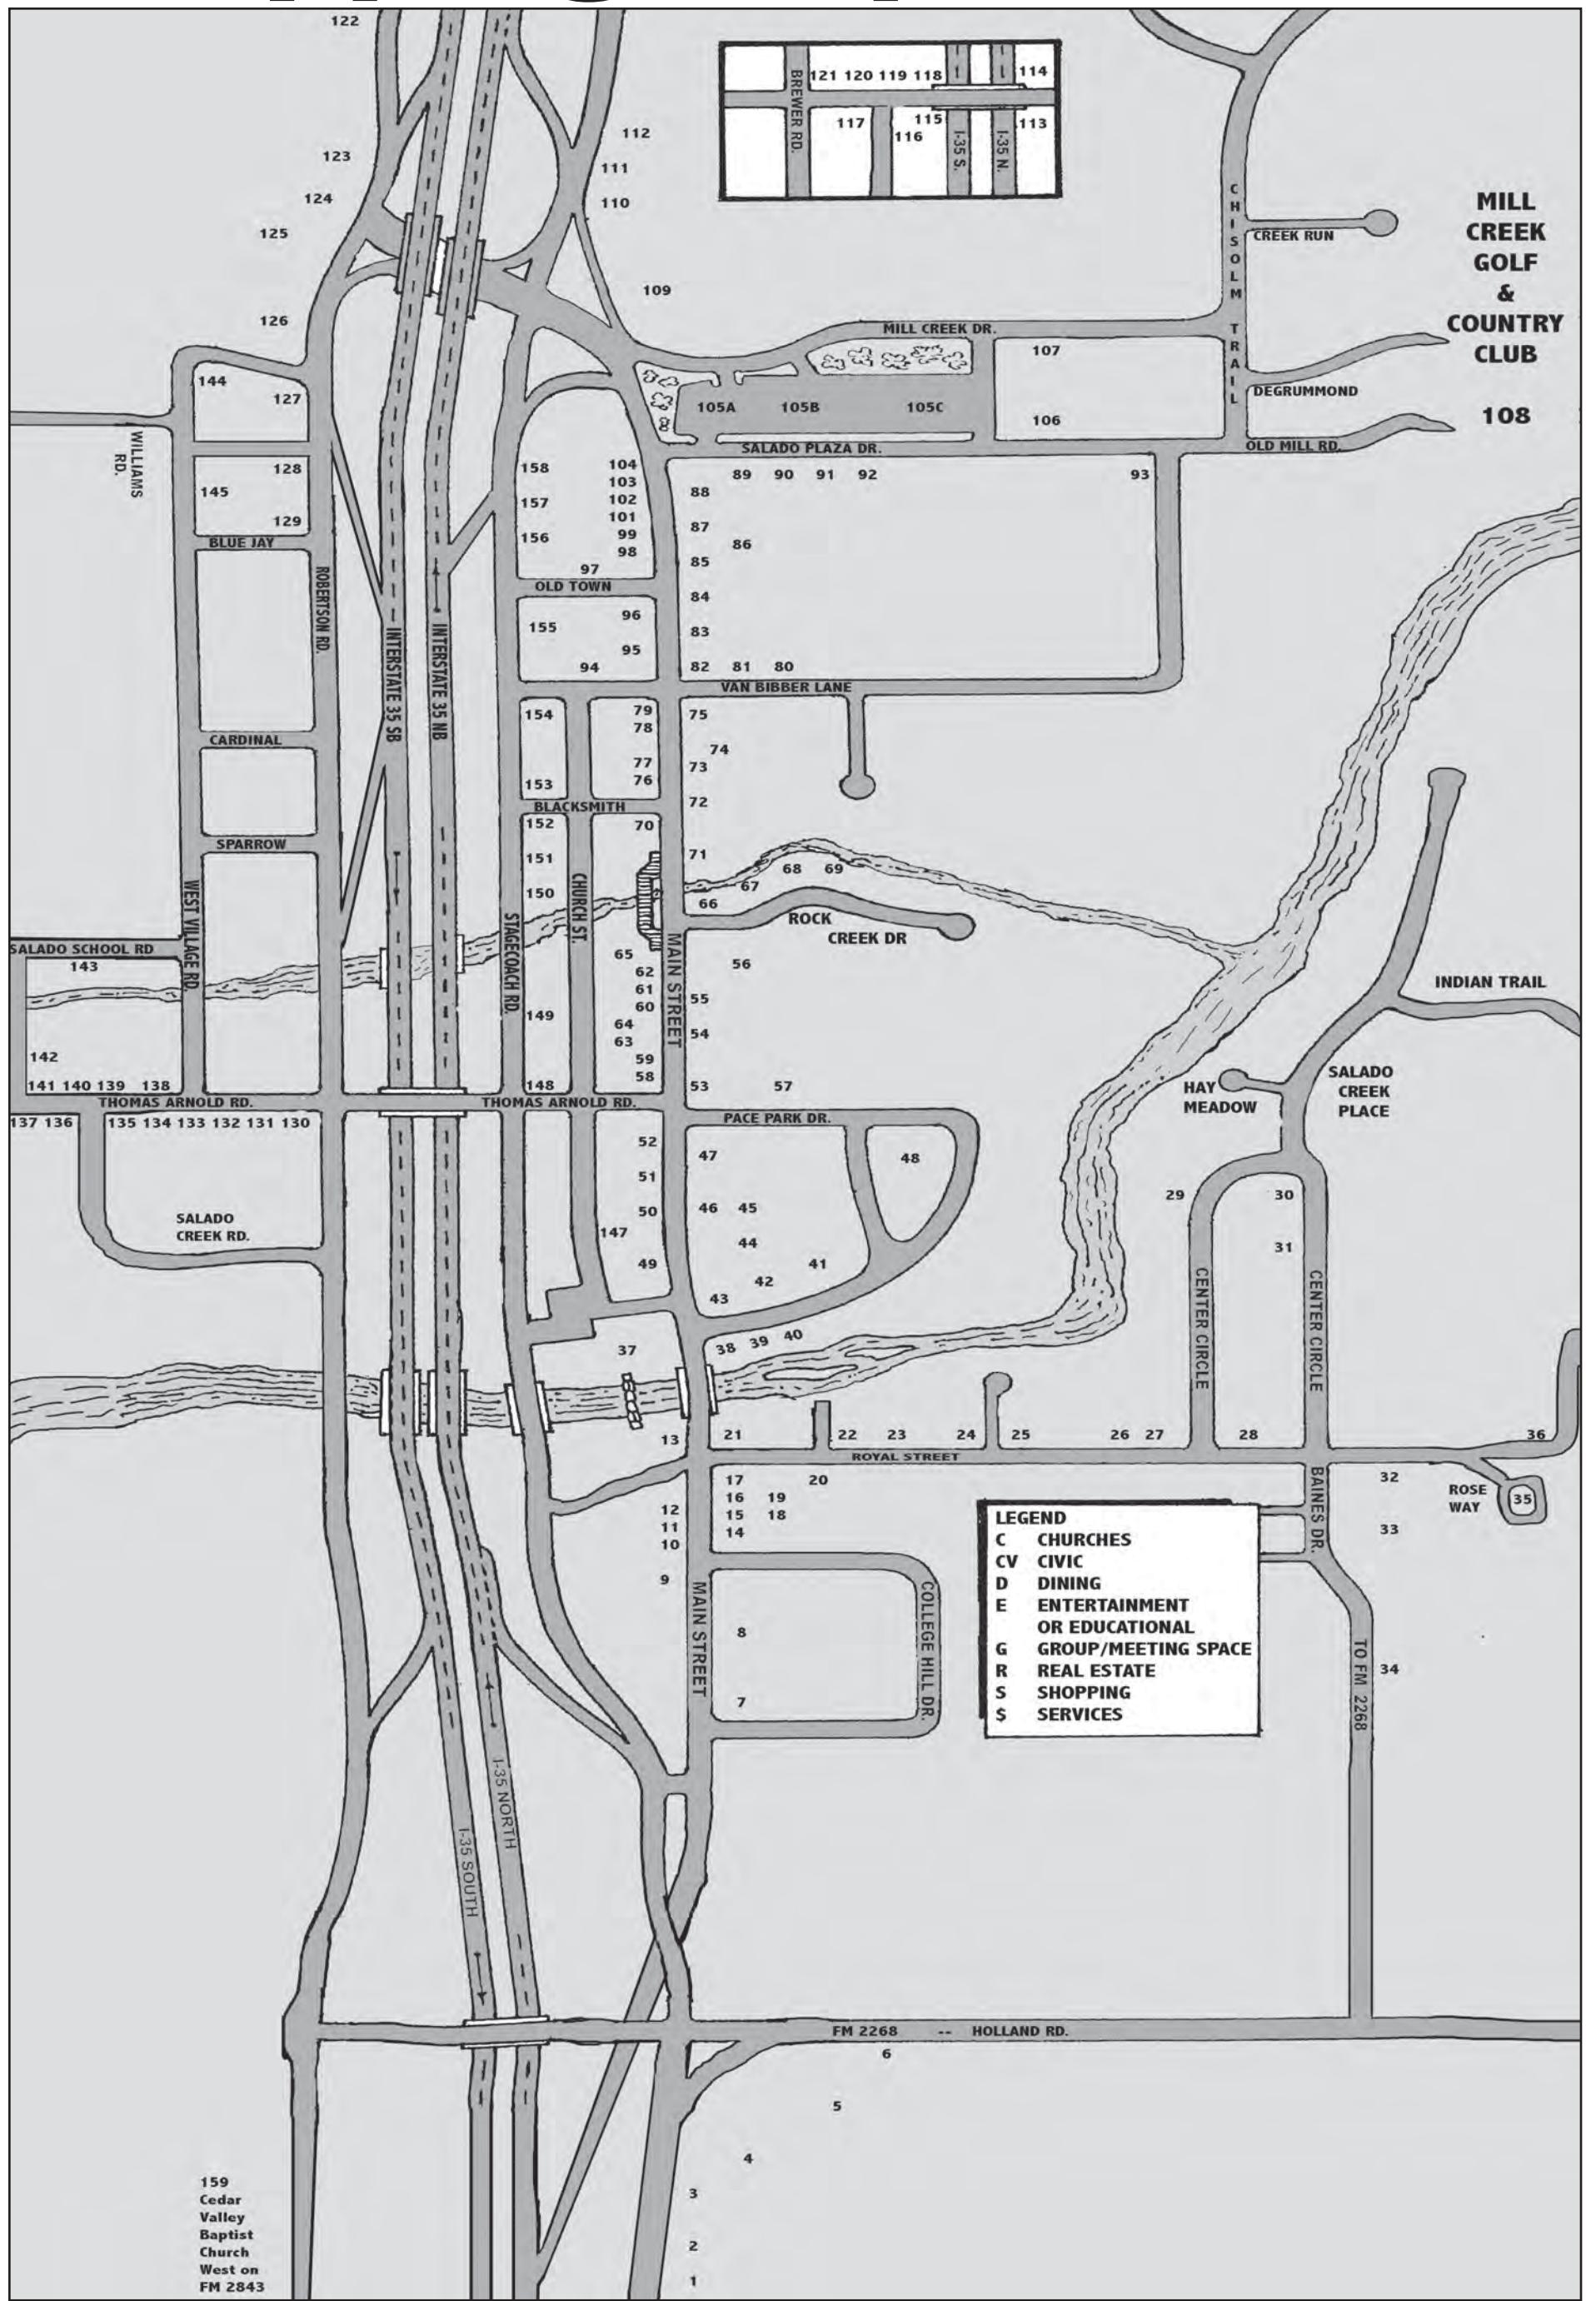 122
121 120 119 118
114
BREWER RD.
117
115
116
I-35 S.
I-35 N.
113
112
123
111
124
110
125
109
126
CHISOLM TRAIL
CREEK RUN
MILL
CREEK
GOLF
&
COUNTRY
CLUB
108
MILL CREEK DR.
107
DEGRUMMOND
105A
105B
105C
106
SALADO PLAZA DR.
OLD MILL RD.
144
127
WILLIAMS
RD.
128
145
129
BLUE JAY
ROBERTSON RD.
INTERSTATE 35 SB
INTERSTATE 35 NB
158
104
103
157
102
101
156
99
98
97
OLD TOWN
89 90 91 92
93
88
87
86
85
84
83
82 81 80
155
96
95
94
VAN BIBBER LANE
154
79
78
77
76
153
75
74
73
72
CARDINAL
BLACKSMITH
152
70
71
SPARROW
151
150
CHURCH ST.
68 69
67
66
ROCK
CREEK DR
WEST VILLAGE RD.
STAGECOACH RD.
MAIN STREET
SALADO SCHOOL RD
143
65
62
61
60
64
63
59
58
56
55
54
53
57
149
148
142
141 140 139 138
THOMAS ARNOLD RD.
THOMAS ARNOLD RD.
PACE PARK DR.
INDIAN TRAIL
SALADO
CREEK
PLACE
HAY
MEADOW
137 136
135 134 133 132 131 130
52
51
50
147
49
47
48
46 45
44
41
42
43
SALADO
CREEK RD.
29
30
31
CENTER CIRCLE
CENTER CIRCLE
37
38 39 40
13
21
22 23 24 25 26 27 28
36
ROYAL STREET
17
20
16 19
15 18
14
12
11
10
9
32
33
34
ROSE
WAY
35
BAINES DR.
LEGEND
C CHURCHES
CV CIVIC
D DINING
E ENTERTAINMENT
OR EDUCATIONAL
G GROUP/MEETING SPACE
R REAL ESTATE
S SHOPPING
$ SERVICES
MAIN STREET
COLLEGE HILL DR.
8
7
TO FM 2268
I-35 NORTH
I-35 SOUTH
FM 2268 -- HOLLAND RD.
6
5
4
3
2
1
159
Cedar
Valley
Baptist
Church
West on
FM 2843